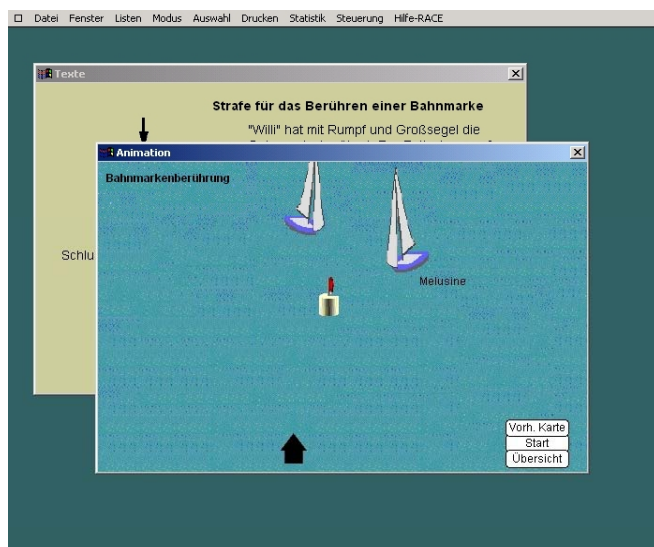 Datei Fenster Listen Modus Auswahl Drucken Statistik Steuerung Hilfe-RACE
Texte
Strafe für das Berühren einer Bahnmarke
"Willi" hat mit Rumpf und Großsegel die
Schlu
Animation
Bahnmarkenberührung
Melusine
Vorh. Karte
Start
Übersicht